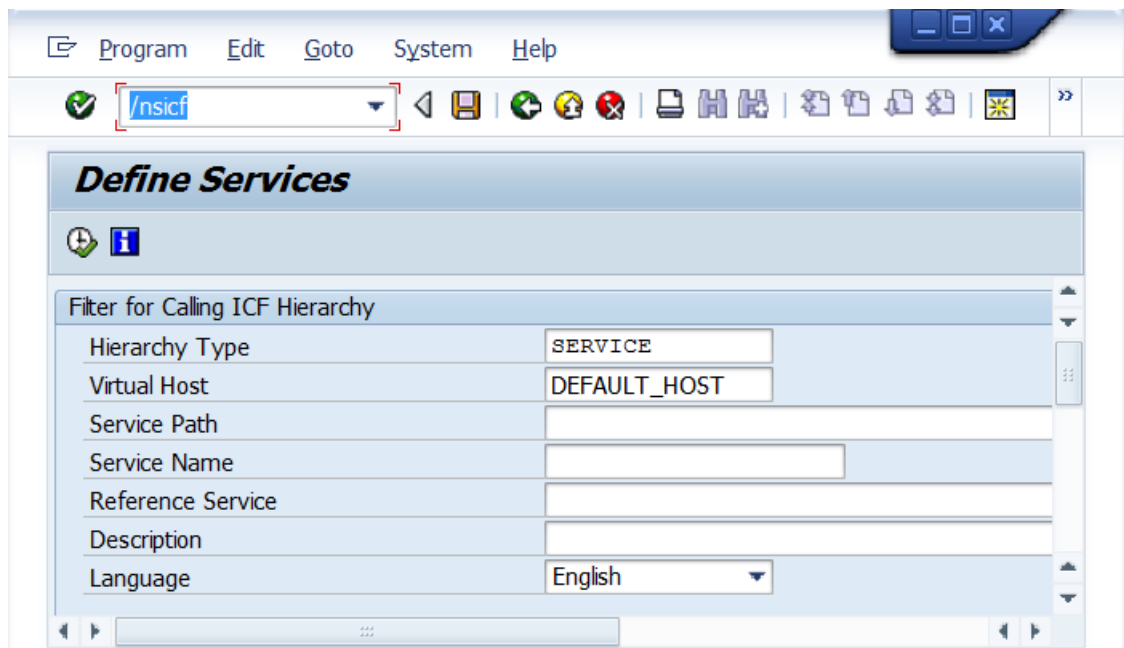 Program Edit Goto System Help
/nsicf
Define Services
Filter for Calling ICF Hierarchy
Hierarchy Type SERVICE
Virtual Host DEFAULT_HOST
Service Path
Service Name
Reference Service
Description
Language English